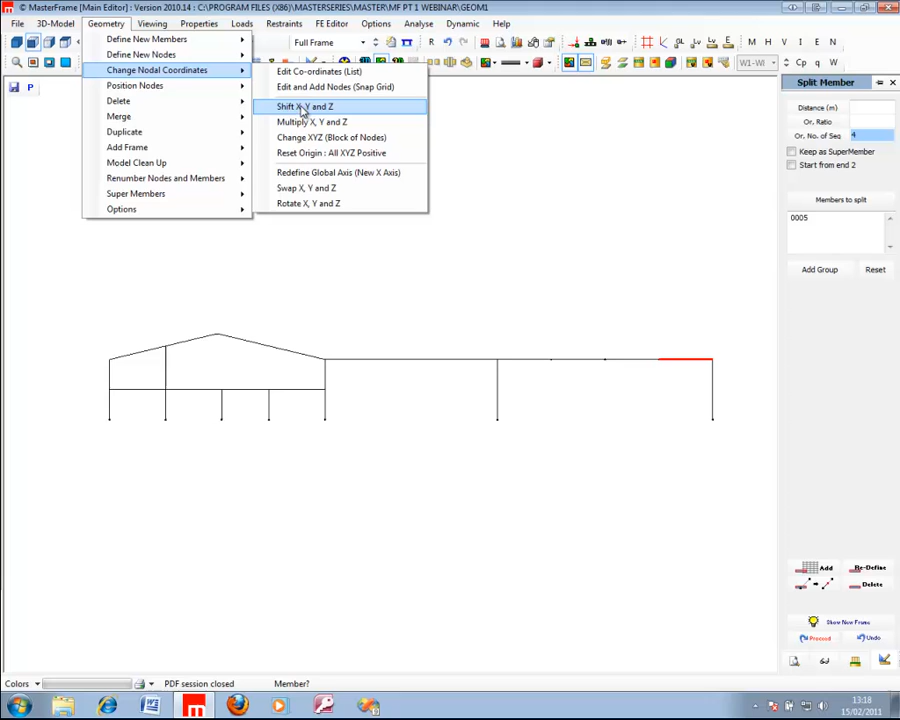 MasterFrame [Main Editor] : Version 2010.14 [C:\PROGRAM FILES (X86)\MASTERSERIES\MASTER\MF PT 1 WEBINAR\GEOM1
File 3D-Model Geometry Viewing Properties Loads Restraints FE Editor Options Analyse Dynamic Help
Full Frame R M V I E N
W1-WI Cp q W
P
Define New Members
Define New Nodes
Change Nodal Coordinates
Position Nodes
Delete
Merge
Duplicate
Add Frame
Model Clean Up
Renumber Nodes and Members
Super Members
Options
Edit Co-ordinates (List)
Edit and Add Nodes (Snap Grid)
Shift X, Y and Z
Multiply X, Y and Z
Change XYZ (Block of Nodes)
Reset Origin : All XYZ Positive
Redefine Global Axis (New X Axis)
Swap X, Y and Z
Rotate X, Y and Z
Split Member
Distance (m)
Or. Ratio
Or. No. of Seq 4
Keep as SuperMember
Start from end 2
Members to split
0005
Add Group Reset
Add Re-Define
Delete
Show New Frame
Proceed Undo
Colors PDF session closed Member?
13:18
15/02/2011